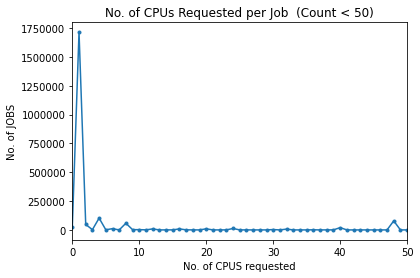 No. of CPUs Requested per Job (Count < 50)
No. of JOBS
1750000
1500000
1250000
1000000
750000
500000
250000
0
0 10 20 30 40 50
No. of CPUS requested